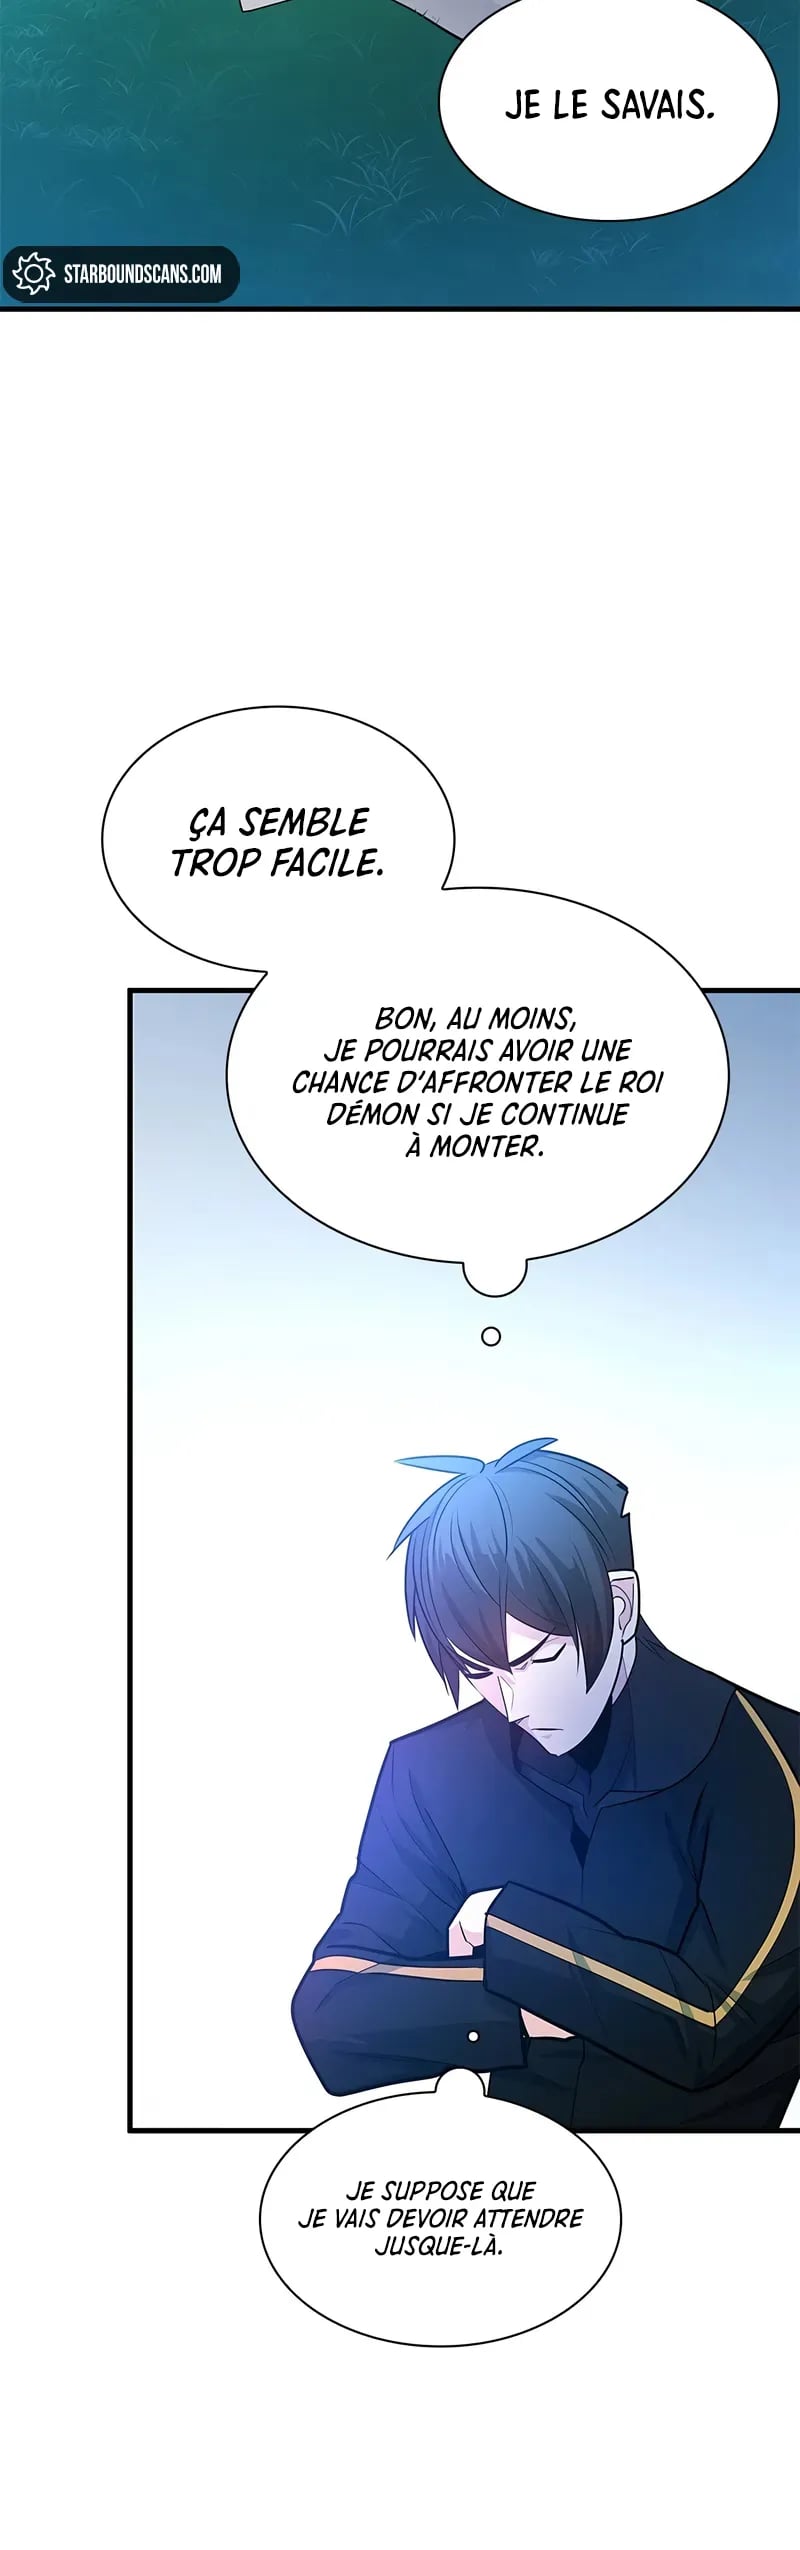 JE LE SAVAIS.
STARBOUNDSCANS.COM
ÇA SEMBLE
TROP FACILE.
BON, AU MOINS,
JE POURRAIS AVOIR UNE
CHANCE D'AFFRONTER LE ROI
DÉMON SI JE CONTINUE
À MONTER.
JE SUPPOSE QUE
JE VAIS DEVOIR ATTENDRE
JUSQUE-LÀ.